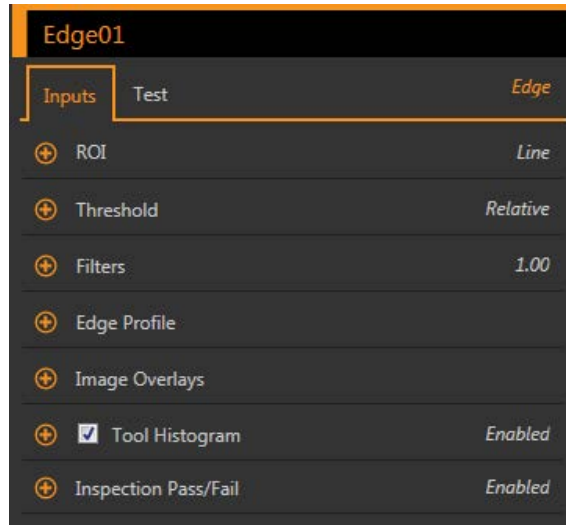 Edge01
Inputs Test Edge
ROI Line
Threshold Relative
Filters 1.00
Edge Profile
Image Overlays
Tool Histogram Enabled
Inspection Pass/Fail Enabled